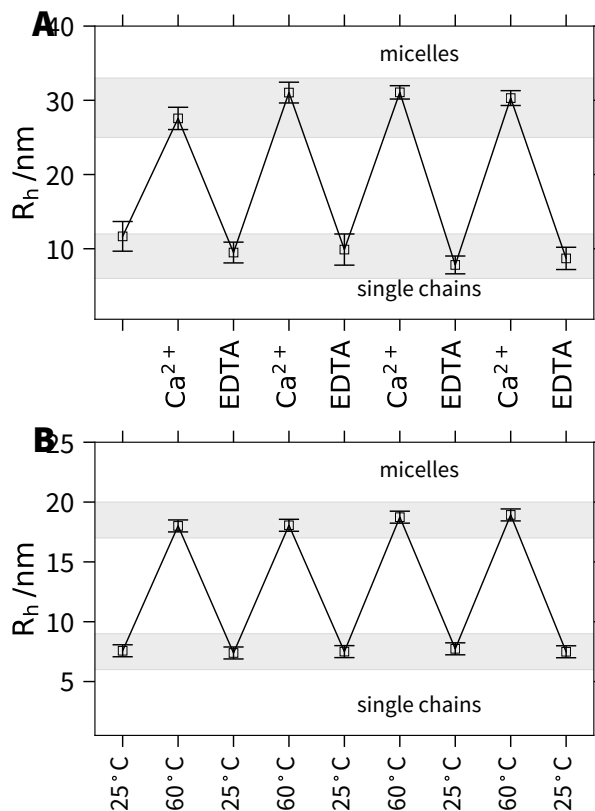 A
40
micelles
30
20
10
R_h /nm
single chains
Ca²⁺ EDTA Ca²⁺ EDTA Ca²⁺ EDTA Ca²⁺ EDTA
B
25
micelles
20
15
10
5
R_h /nm
single chains
25°C 60°C 25°C 60°C 25°C 60°C 25°C 60°C 25°C